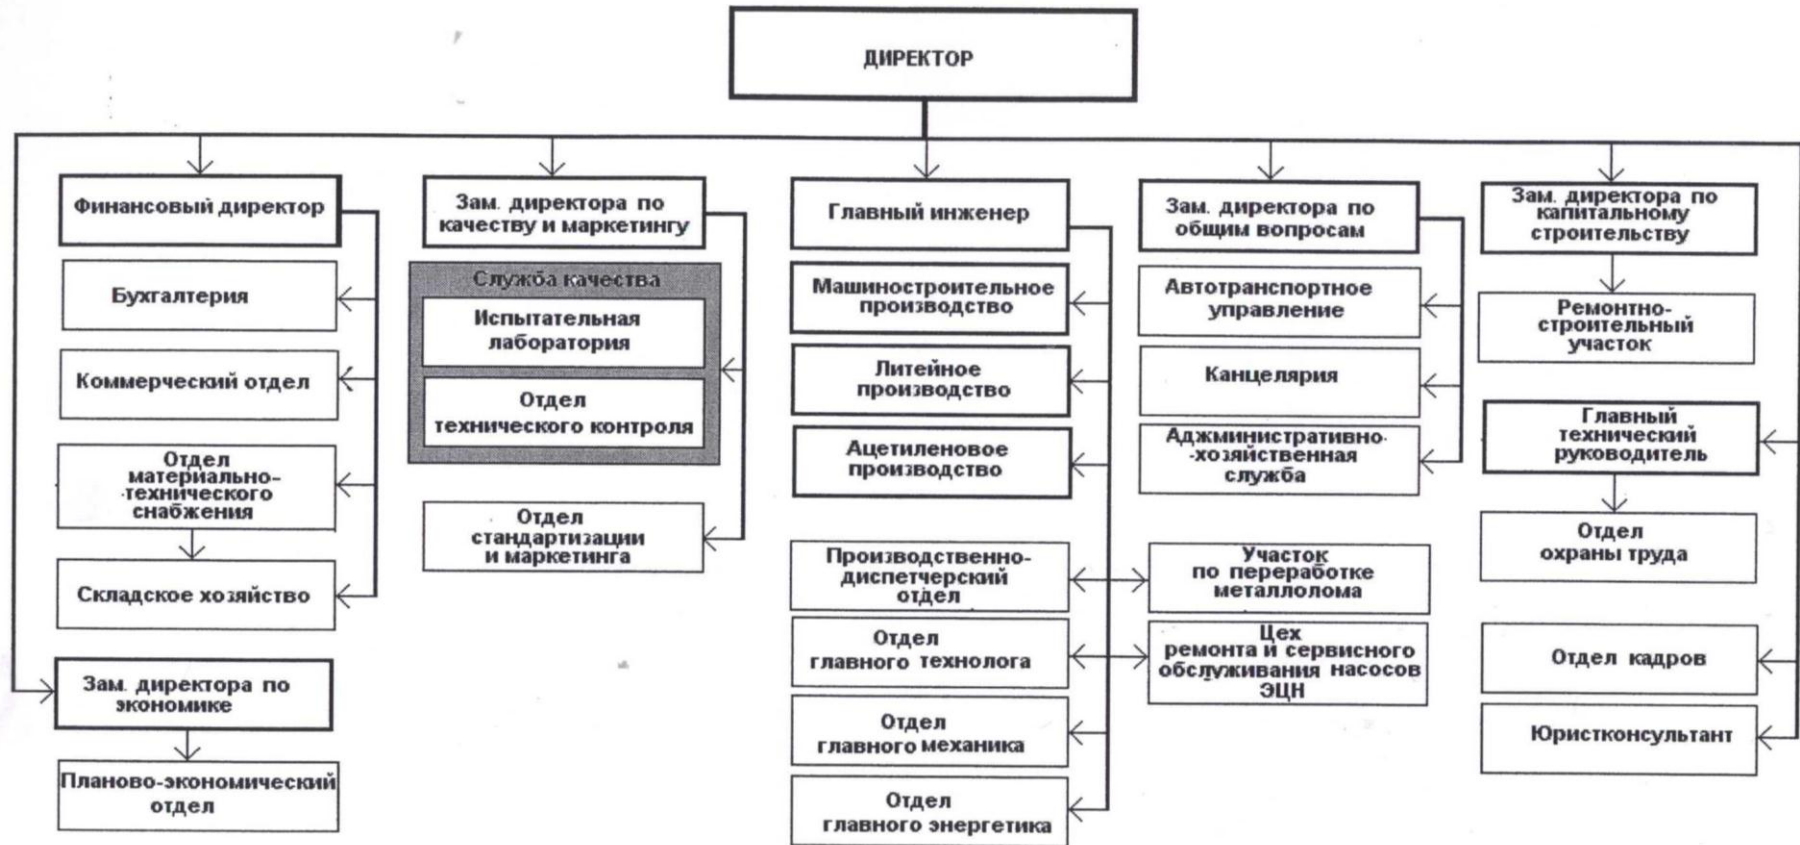 ДИРЕКТОР
Финансовый директор
Бухгалтерия
Коммерческий отдел
Отдел
материально-
технического
снабжения
Складское хозяйство
Зам. директора по
экономике
Планово-экономический
отдел
Зам. директора по
качеству и маркетингу
Служба качества
Испытательная
лаборатория
Отдел
технического контроля
Отдел
стандартизации
и маркетинга
Главный инженер
Машиностроительное
производство
Литейное
производство
Ацетиленовое
производство
Производственно-
диспетчерский
отдел
Отдел
главного технолога
Отдел
главного механика
Отдел
главного энергетика
Зам. директора по
общим вопросам
Автотранспортное
управление
Канцелярия
Аджминистративно-
-хозяйственная
служба
Участок
по переработке
металлолома
Цех
ремонта и сервисного
обслуживания насосов
ЭЦН
Зам. директора по
капитальному
строительству
Ремонтно-
строительный
участок
Главный
технический
руководитель
Отдел
охраны труда
Отдел кадров
Юристконсультант